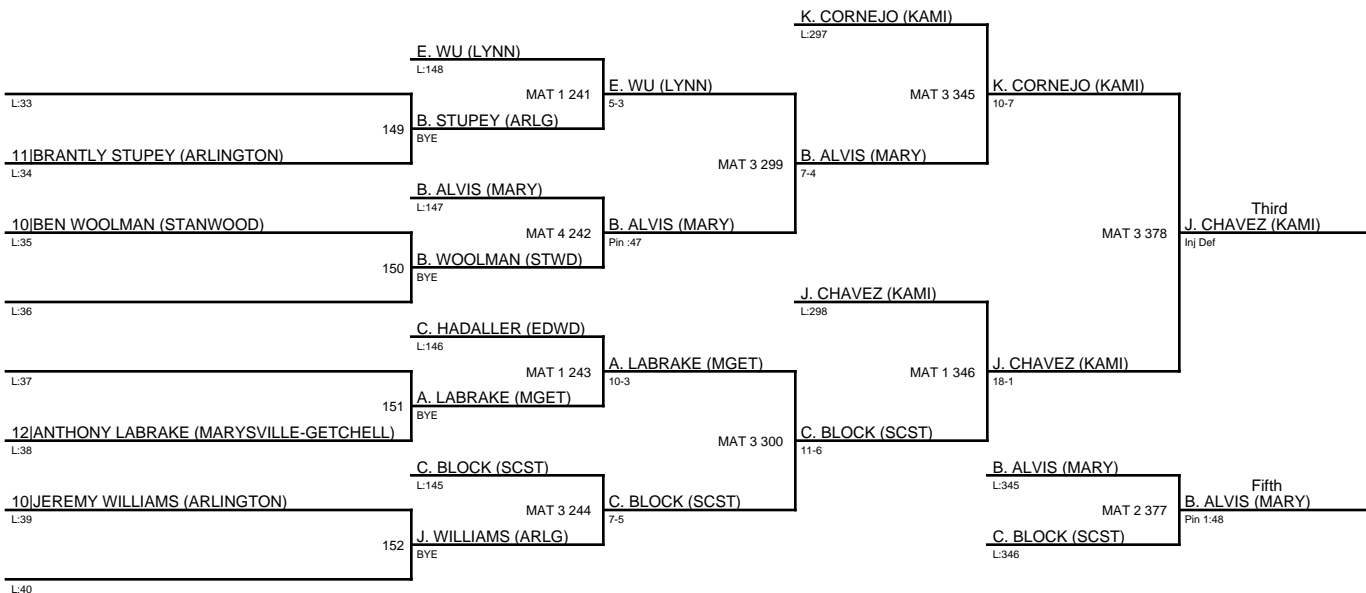 K. CORNEJO (KAMI)
L:297
E. WU (LYNN)
L:148
MAT 1 241
E. WU (LYNN)
5-3
MAT 3 345
K. CORNEJO (KAMI)
10-7
L:33
149
B. STUPEY (ARLG)
BYE
11|BRANTLY STUPEY (ARLINGTON)
L:34
MAT 3 299
B. ALVIS (MARY)
7-4
B. ALVIS (MARY)
L:147
10|BEN WOOLMAN (STANWOOD)
L:35
MAT 4 242
B. ALVIS (MARY)
Pin :47
MAT 3 378
Third
J. CHAVEZ (KAMI)
Inj Def
150
B. WOOLMAN (STWD)
BYE
L:36
J. CHAVEZ (KAMI)
L:298
C. HADALLER (EDWD)
L:146
L:37
MAT 1 243
A. LABRAKE (MGET)
10-3
MAT 1 346
J. CHAVEZ (KAMI)
18-1
151
A. LABRAKE (MGET)
BYE
12|ANTHONY LABRAKE (MARYSVILLE-GETCHELL)
L:38
MAT 3 300
C. BLOCK (SCST)
11-6
C. BLOCK (SCST)
L:145
B. ALVIS (MARY)
L:345
10|JEREMY WILLIAMS (ARLINGTON)
L:39
MAT 3 244
C. BLOCK (SCST)
7-5
MAT 2 377
Fifth
B. ALVIS (MARY)
Pin 1:48
152
J. WILLIAMS (ARLG)
BYE
C. BLOCK (SCST)
L:346
L:40